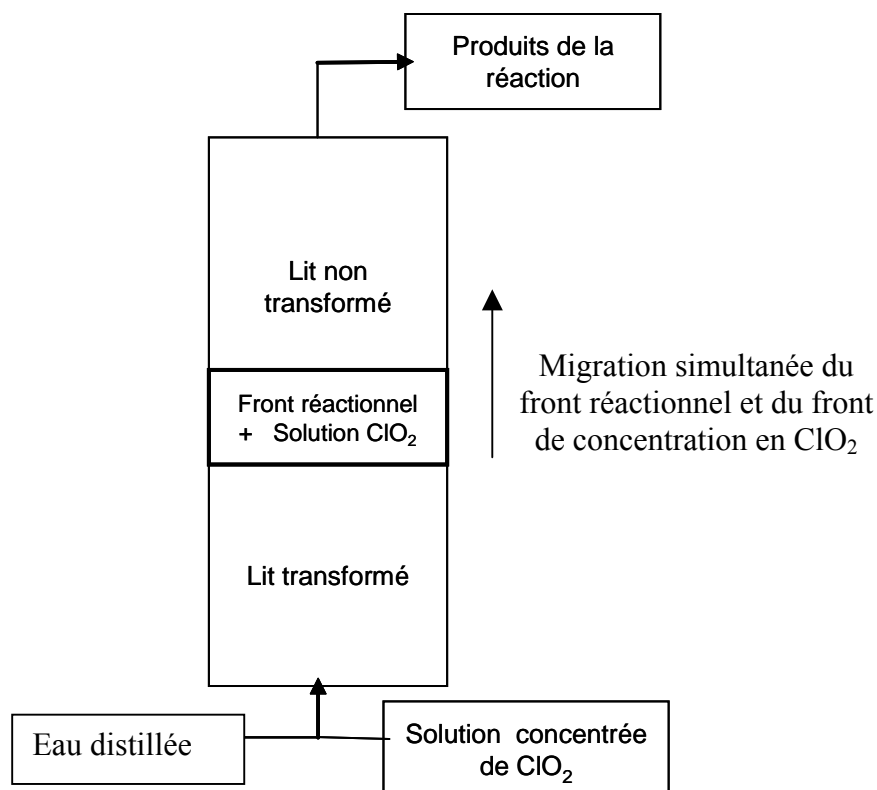 Produits de la
réaction
Lit non
transformé
Front réactionnel
+ Solution ClO₂
Migration simultanée du
front réactionnel et du front
de concentration en ClO₂
Lit transformé
Eau distillée
Solution concentrée
de ClO₂